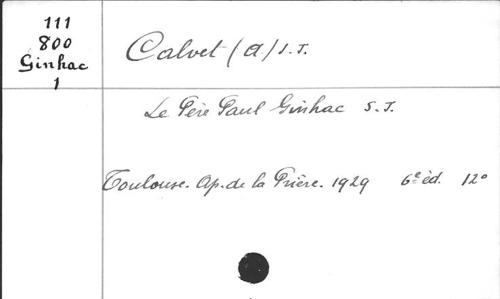 111
800
Ginhac
1
Calvet (A) S.J.
Le Père Paul Ginhac S.J.
Toulouse. Ap. de la Prière. 1929 6e éd. 12°